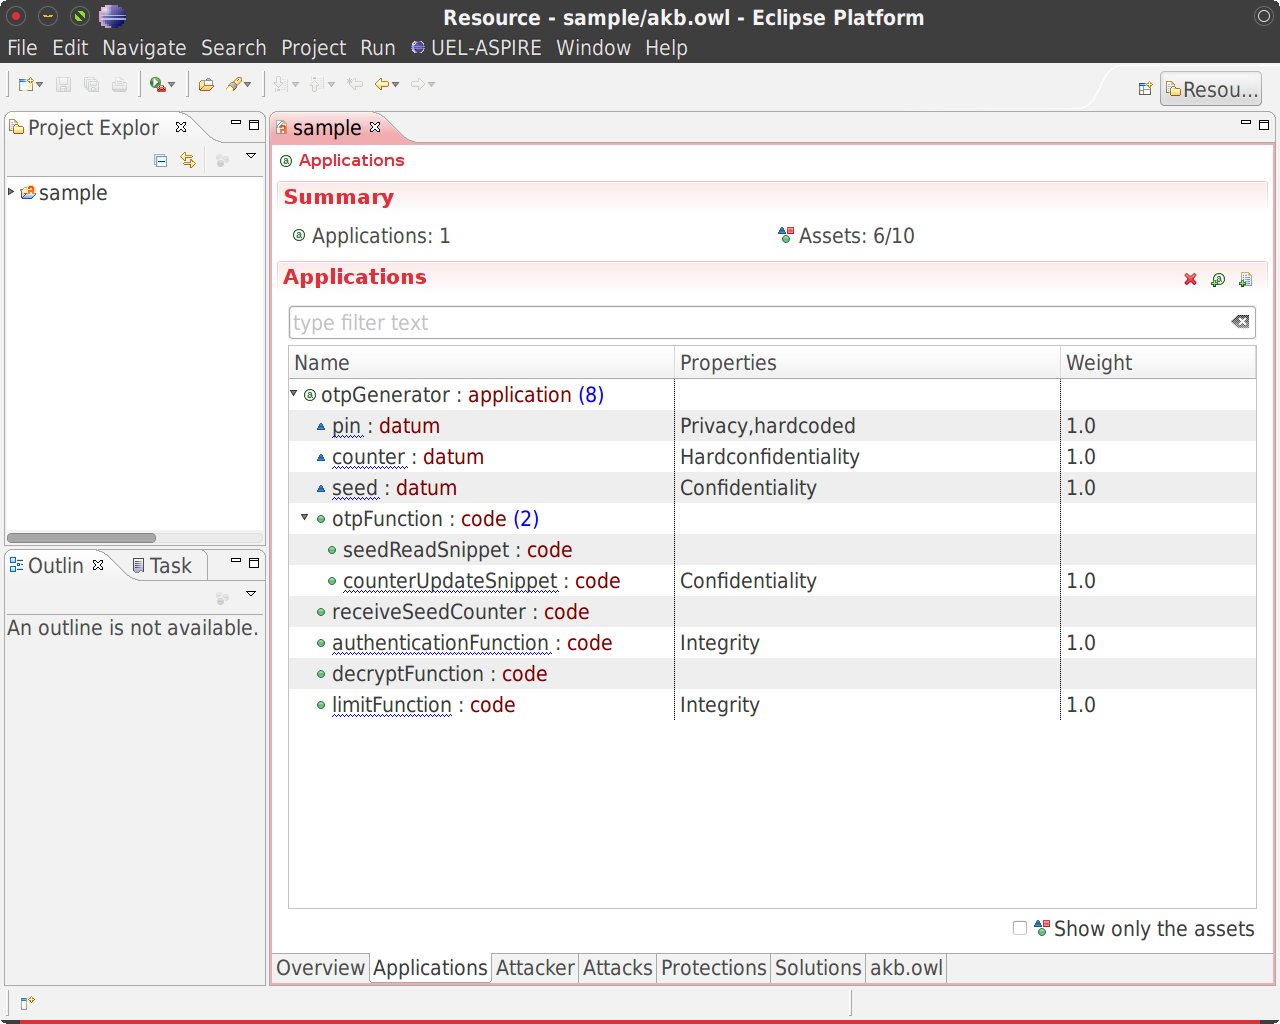 Resource - sample/akb.owl - Eclipse Platform
File Edit Navigate Search Project Run UEL-ASPIRE Window Help
Resou...
Project Explor
sample
sample
Applications
Summary
Applications: 1
Assets: 6/10
Applications
type filter text
Name Properties Weight
otpGenerator : application (8)
pin : datum Privacy,hardcoded 1.0
counter : datum Hardconfidentiality 1.0
seed : datum Confidentiality 1.0
otpFunction : code (2)
seedReadSnippet : code
counterUpdateSnippet : code Confidentiality 1.0
receiveSeedCounter : code
authenticationFunction : code Integrity 1.0
decryptFunction : code
limitFunction : code Integrity 1.0
Show only the assets
Overview Applications Attacker Attacks Protections Solutions akb.owl
Outlin Task
An outline is not available.